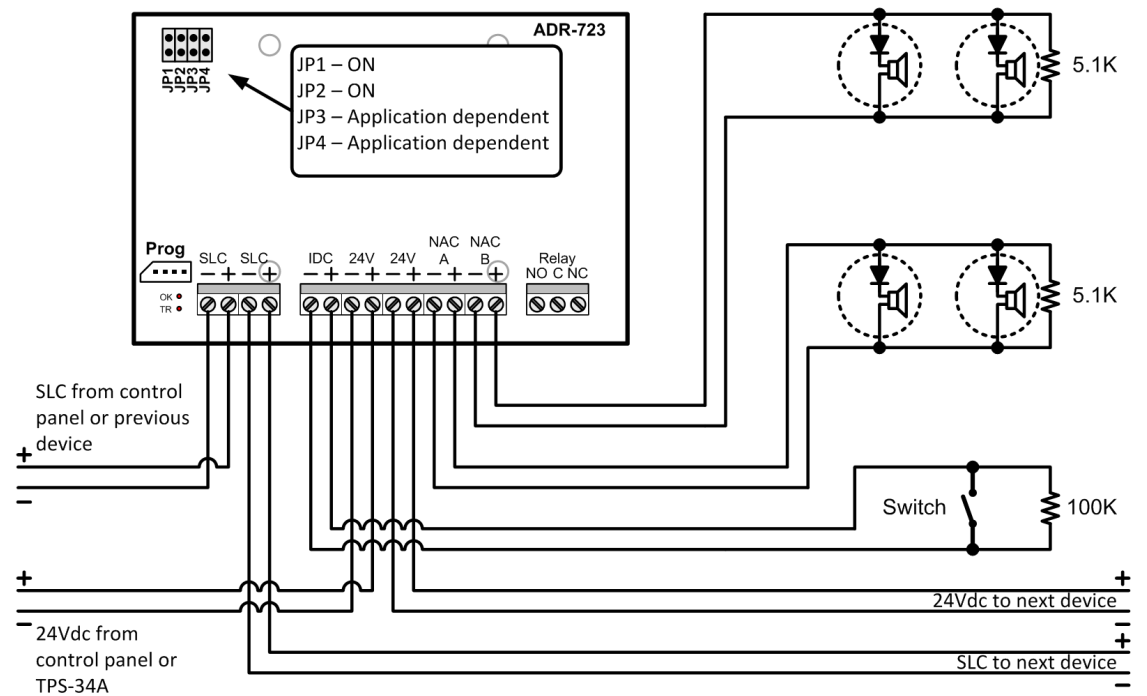 ADR-723
JP1
JP2
JP3
JP4
JP1 – ON
JP2 – ON
JP3 – Application dependent
JP4 – Application dependent
5.1K
Prog
SLC SLC
IDC 24V 24V
NAC NAC
A B
Relay
NO C NC
− + − +
− + − + − + − + − +
OK
TR
5.1K
SLC from control
panel or previous
device
+
−
Switch
100K
+
−
24Vdc from
control panel or
TPS-34A
+
24Vdc to next device
−
+
SLC to next device
−